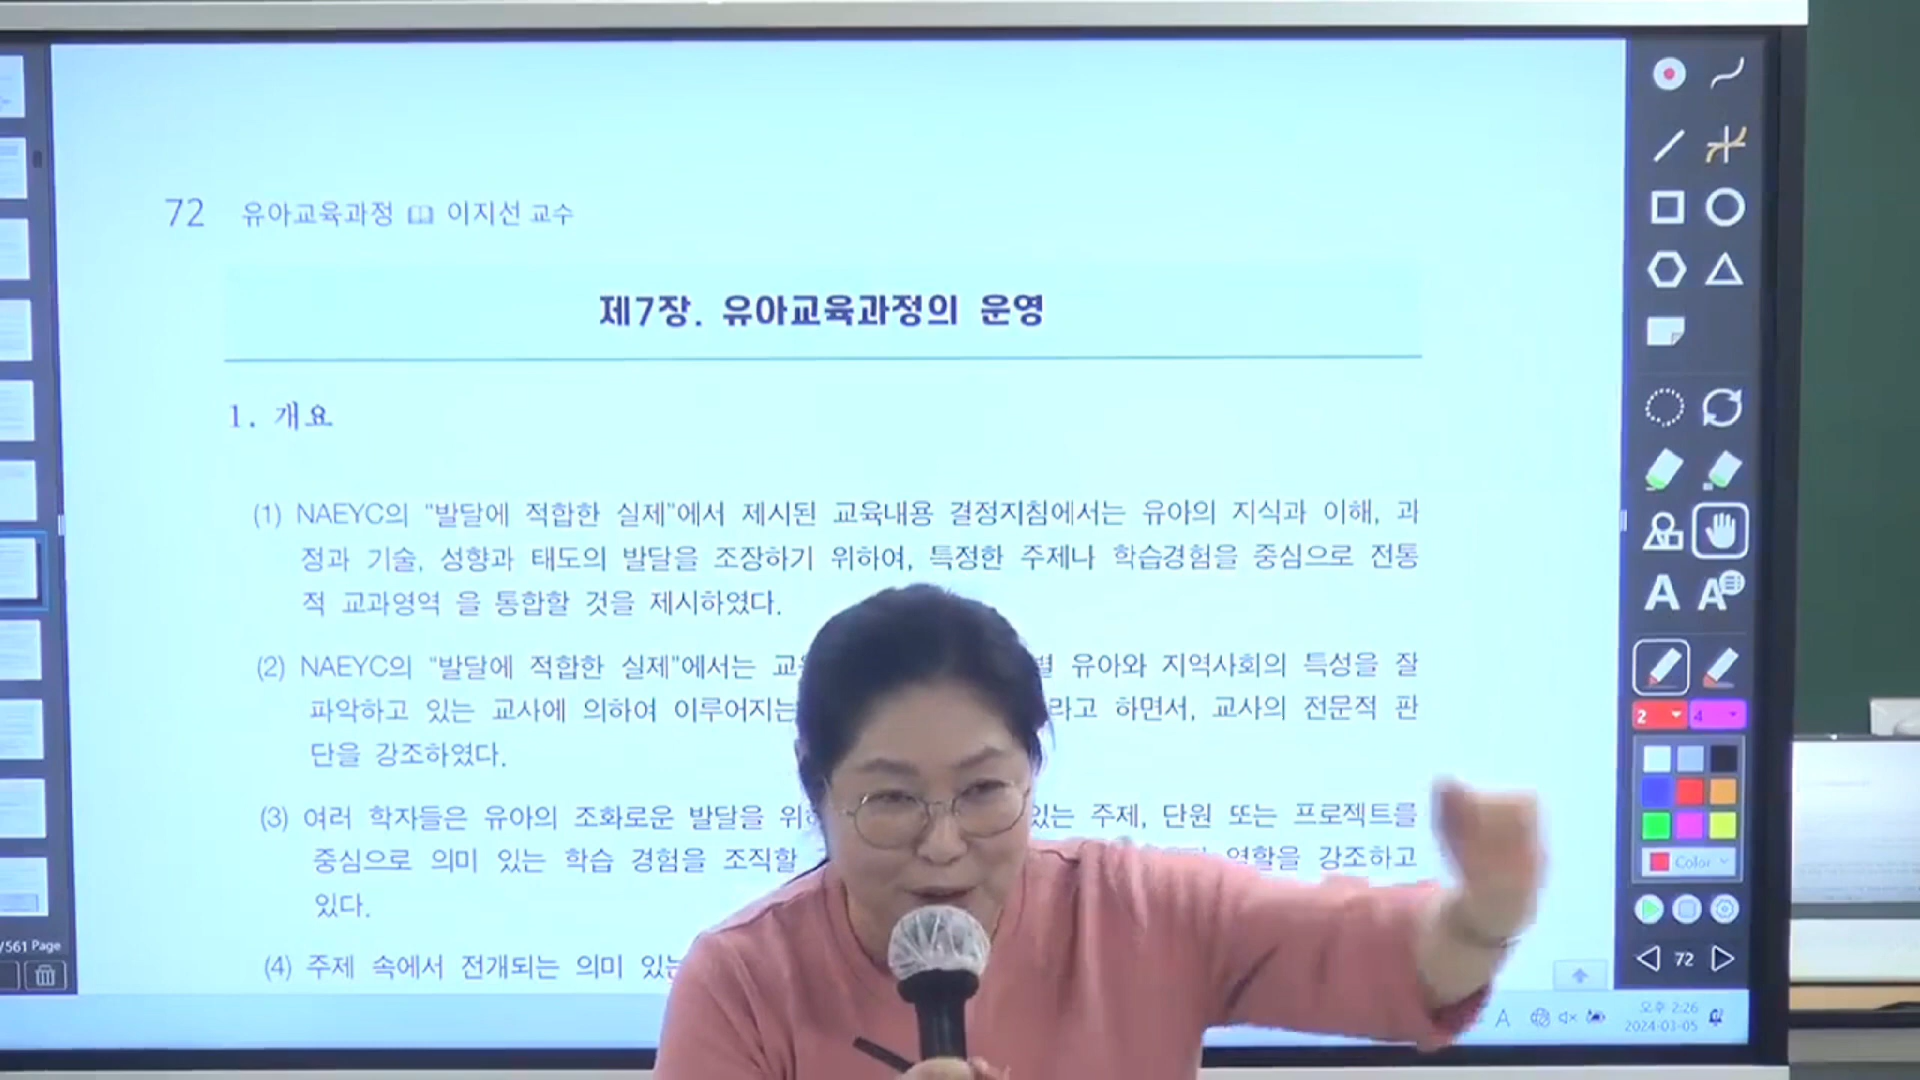 72 유아교육과정 이지선 교수
제7장. 유아교육과정의 운영
1. 개요
(1) NAEYC의 "발달에 적합한 실제"에서 제시된 교육내용 결정지침에서는 유아의 지식과 이해, 과
정과 기술, 성향과 태도의 발달을 조장하기 위하여, 특정한 주제나 학습경험을 중심으로 전통
적 교과영역 을 통합할 것을 제시하였다.
(2) NAEYC의 "발달에 적합한 실제"에서는 유아와 지역사회의 특성을 잘
파악하고 있는 교사에 의하여 이루어지는 라고 하면서, 교사의 전문적 판
단을 강조하였다.
(3) 여러 학자들은 유아의 조화로운 발달을 있는 주제, 단원 또는 프로젝트를
중심으로 의미 있는 학습 경험을 조직할 역할을 강조하고
있다.
(4) 주제 속에서 전개되는 의미
/561 Page
A
A
2
4
Color
72
A
오후 2:26
2024-03-05